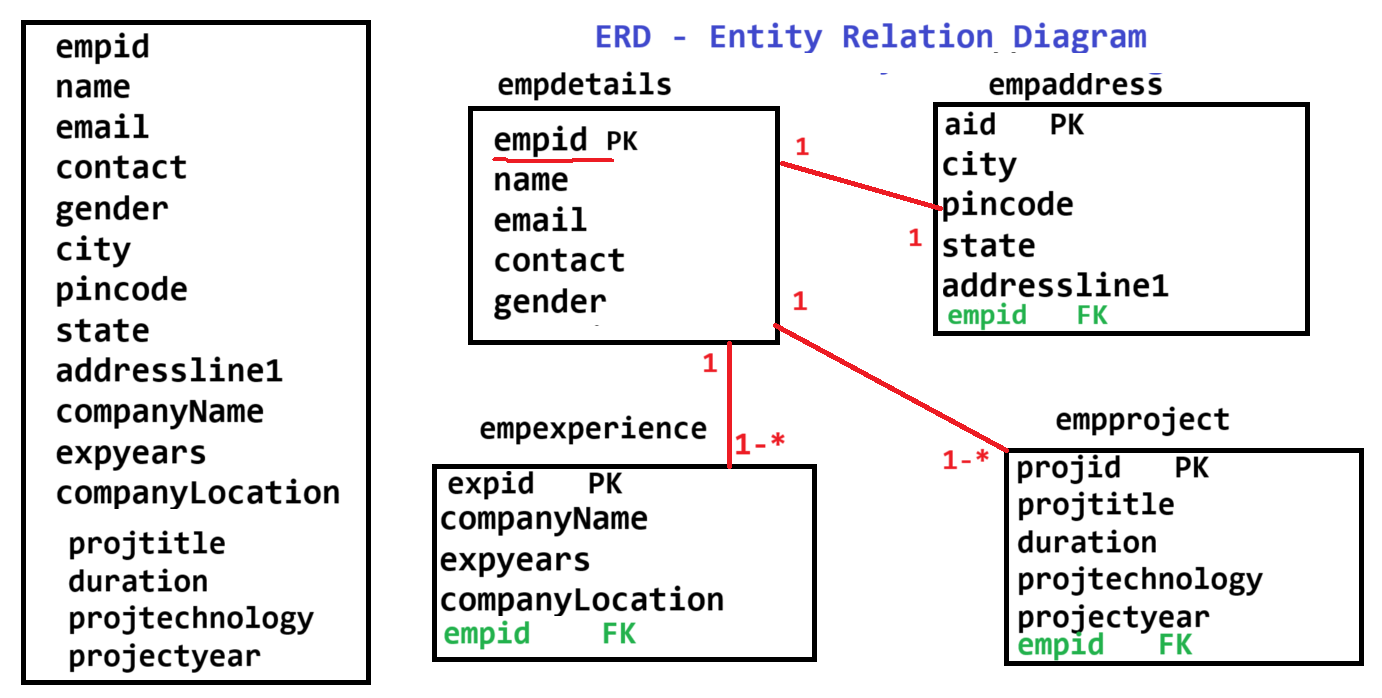 empid
name
email
contact
gender
city
pincode
state
addressline1
companyName
expyears
companyLocation
projtitle
duration
projtechnology
projectyear
ERD - Entity Relation Diagram
empdetails
empid PK
name
email
contact
gender
1
1
empaddress
aid PK
city
pincode
state
addressline1
empid FK
1
1-*
empexperience
expid PK
companyName
expyears
companyLocation
empid FK
1
1-*
empproject
projid PK
projtitle
duration
projtechnology
projectyear
empid FK